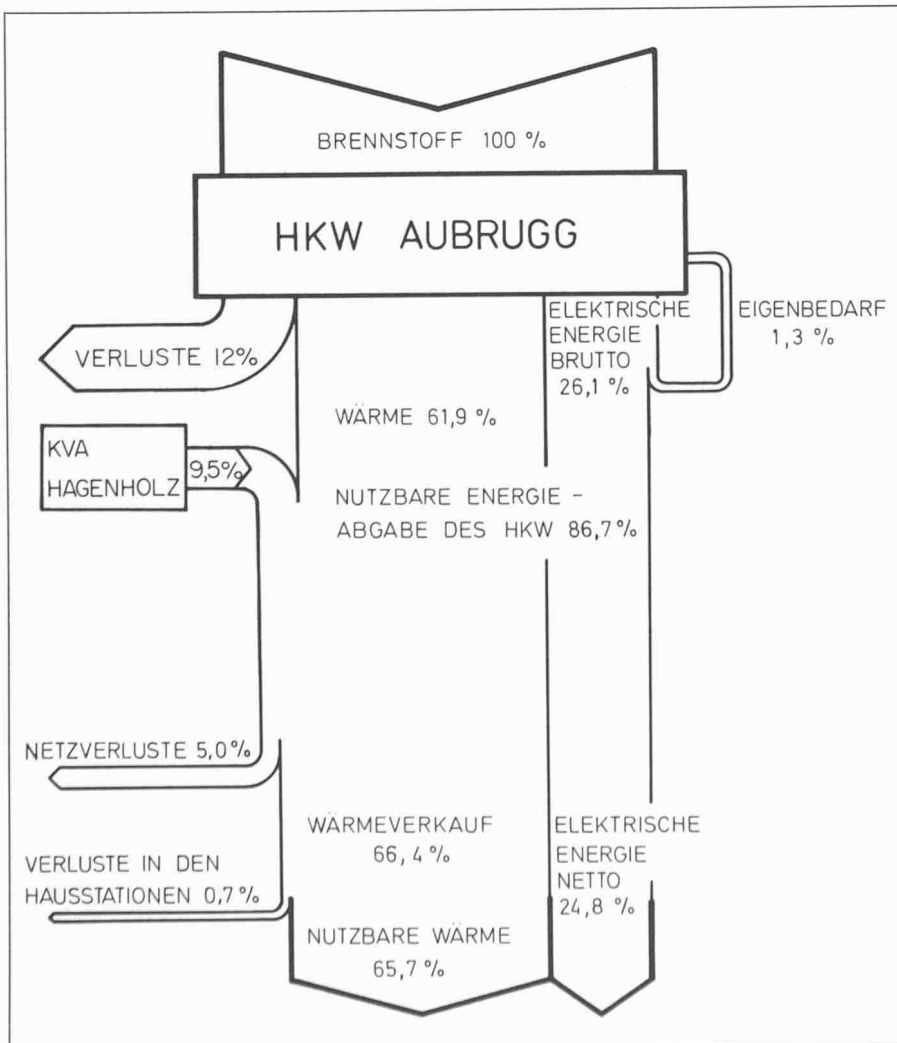 BRENNSTOFF 100 %
HKW AUBRUGG
ELEKTRISCHE
ENERGIE
BRUTTO
26,1 %
EIGENBEDARF
1,3 %
VERLUSTE 12%
WÄRME 61,9 %
KVA
HAGENHOLZ
9,5%
NUTZBARE ENERGIE –
ABGABE DES HKW 86,7%
NETZVERLUSTE 5,0%
WÄRMEVERKAUF
66,4 %
ELEKTRISCHE
ENERGIE
NETTO
24,8 %
VERLUSTE IN DEN
HAUSSTATIONEN 0,7 %
NUTZBARE WÄRME
65,7 %